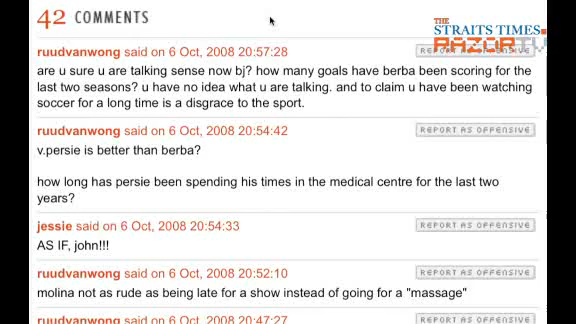 42 COMMENTS
THE
STRAITS TIMES
RAZORTV
ruudvanwong said on 6 Oct, 2008 20:57:28
REPORT AS OFFENSIVE
are u sure u are talking sense now bj? how many goals have berba been scoring for the
last two seasons? u have no idea what u are talking. and to claim u have been watching
soccer for a long time is a disgrace to the sport.
ruudvanwong said on 6 Oct, 2008 20:54:42
REPORT AS OFFENSIVE
v.persie is better than berba?
how long has persie been spending his times in the medical centre for the last two
years?
jessie said on 6 Oct, 2008 20:54:33
REPORT AS OFFENSIVE
AS IF, john!!!
ruudvanwong said on 6 Oct, 2008 20:52:10
REPORT AS OFFENSIVE
molina not as rude as being late for a show instead of going for a "massage"
ruudvanwong said on 6 Oct, 2008 20:47:27
REPORT AS OFFENSIVE